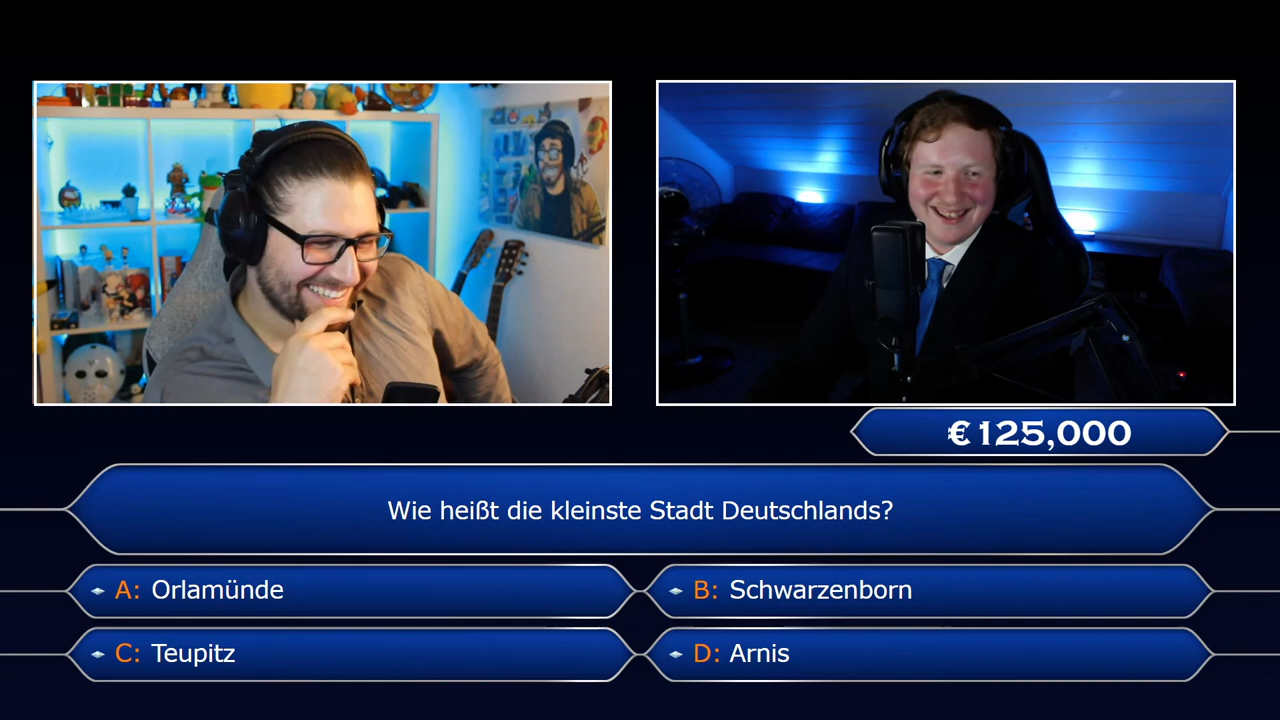 € 125,000
Wie heißt die kleinste Stadt Deutschlands?
A: Orlamünde
B: Schwarzenborn
C: Teupitz
D: Arnis